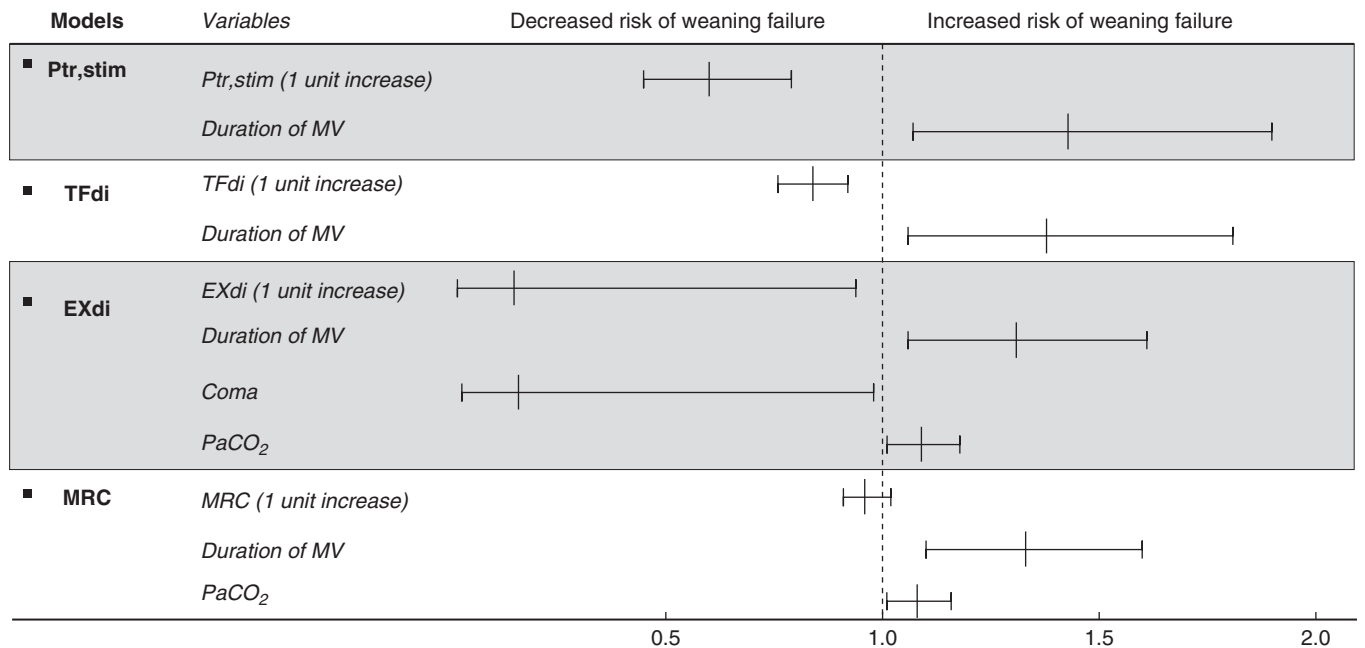 Models Variables Decreased risk of weaning failure Increased risk of weaning failure
Ptr,stim
Ptr,stim (1 unit increase)
Duration of MV
TFdi TFdi (1 unit increase)
Duration of MV
EXdi EXdi (1 unit increase)
Duration of MV
Coma
PaCO2
MRC MRC (1 unit increase)
Duration of MV
PaCO2
0.5 1.0 1.5 2.0